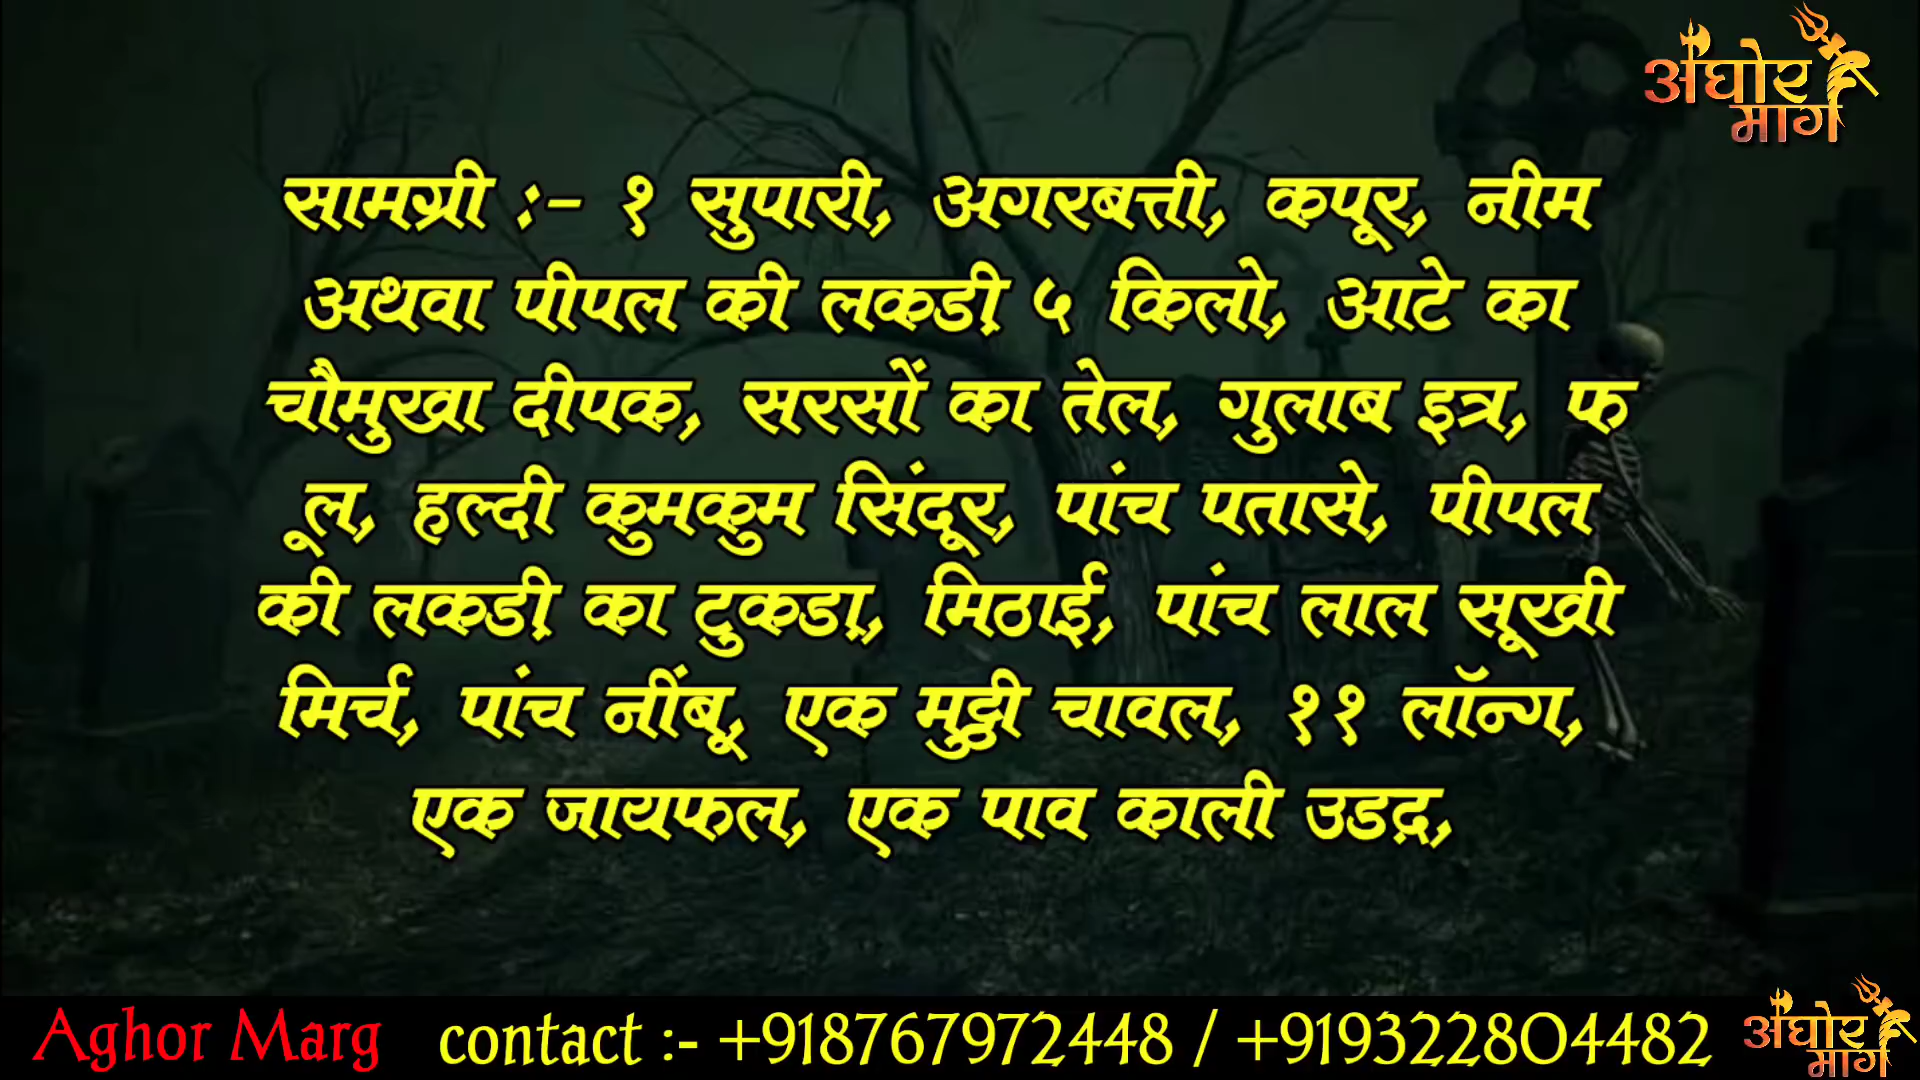 अघोर
मार्ग
सामग्री :- १ सुपारी, अगरबत्ती, कपूर, नीम
अथवा पीपल की लकडी़ ५ किलो, आटे का
चौमुखा दीपक, सरसों का तेल, गुलाब इत्र, फ
ूल, हल्दी कुमकुम सिंदूर, पांच पतासे, पीपल
की लकडी़ का टुकडा़, मिठाई, पांच लाल सूखी
मिर्च, पांच नींबू, एक मुठ्ठी चावल, ११ लॉन्ग,
एक जायफल, एक पाव काली उडद़,
Aghor Marg contact :- +918767972448 / +919322804482
अघोर
मार्ग